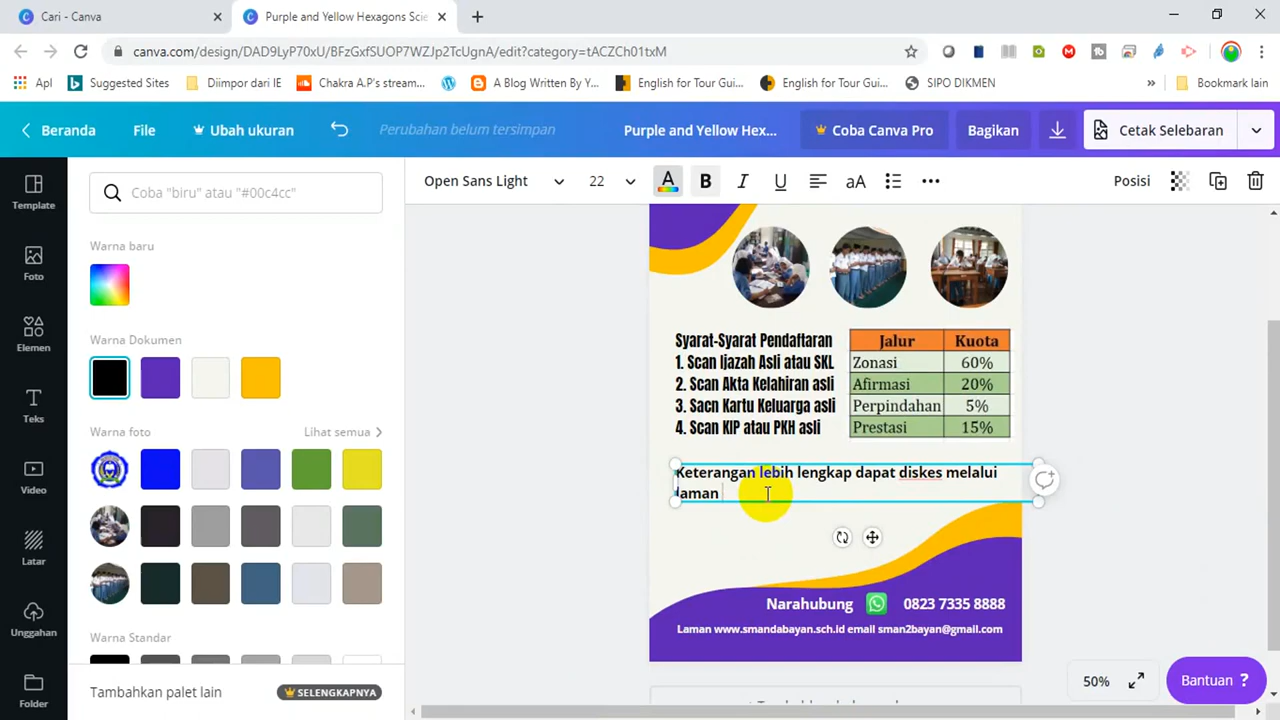 Cari - Canva
Purple and Yellow Hexagons Scie
canva.com/design/DAD9LyP70xU/BFzGxfSUOP7WZJp2TcUgnA/edit?category=tACZCh01txM
Apl
Suggested Sites
Diimpor dari IE
Chakra A.P's stream...
A Blog Written By Y...
English for Tour Gui...
English for Tour Gui...
SIPO DIKMEN
»
Bookmark lain
Beranda
File
Ubah ukuran
Perubahan belum tersimpan
Purple and Yellow Hex...
Coba Canva Pro
Bagikan
Cetak Selebaran
Template
Foto
Elemen
Teks
Video
Latar
Unggahan
Folder
Coba "biru" atau "#00c4cc"
Warna baru
Warna Dokumen
Warna foto
Lihat semua
Warna Standar
Tambahkan palet lain
SELENGKAPNYA
Open Sans Light
22
A
B
I
U
aA
Posisi
Syarat-Syarat Pendaftaran
1. Scan Ijazah Asli atau SKL
2. Scan Akta Kelahiran asli
3. Sacn Kartu Keluarga asli
4. Scan KIP atau PKH asli
Jalur Kuota
Zonasi 60%
Afirmasi 20%
Perpindahan 5%
Prestasi 15%
Keterangan lebih lengkap dapat diskes melalui
laman
Narahubung 0823 7335 8888
Laman www.smandabayan.sch.id email sman2bayan@gmail.com
50%
Bantuan ?